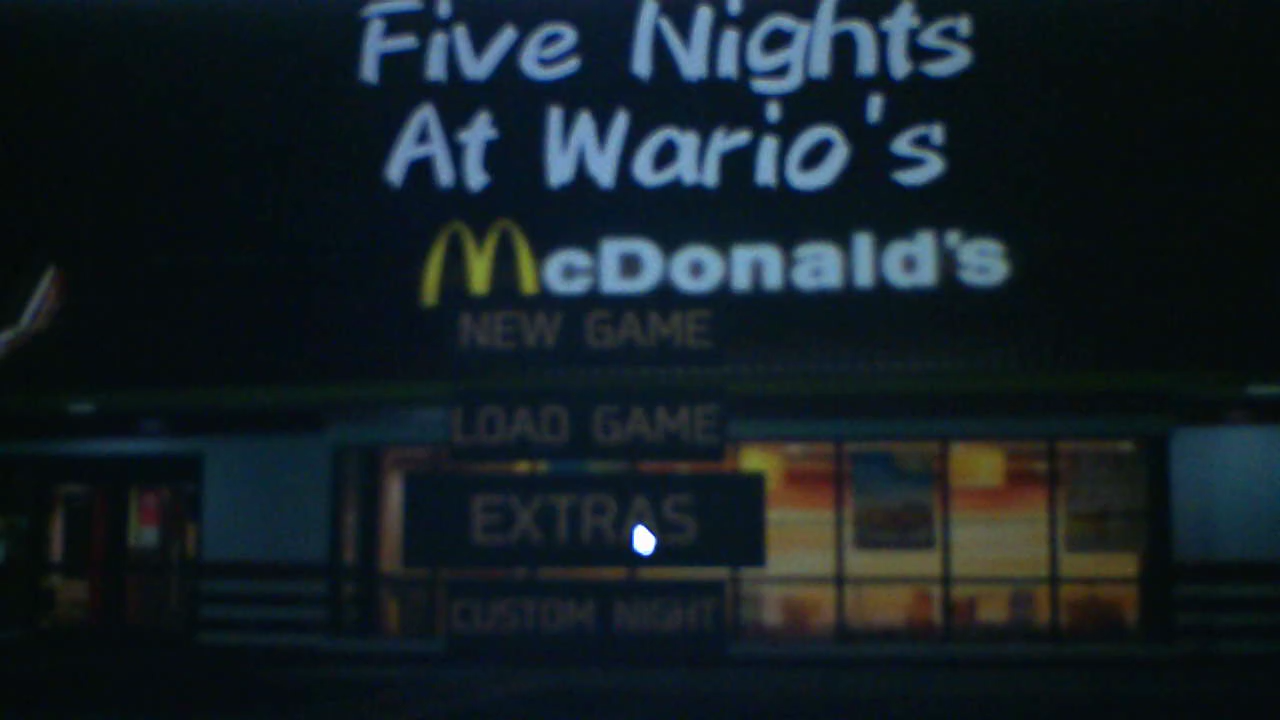 Five Nights
At Wario's
McDonald's
NEW GAME
LOAD GAME
EXTRAS
CUSTOM NIGHT